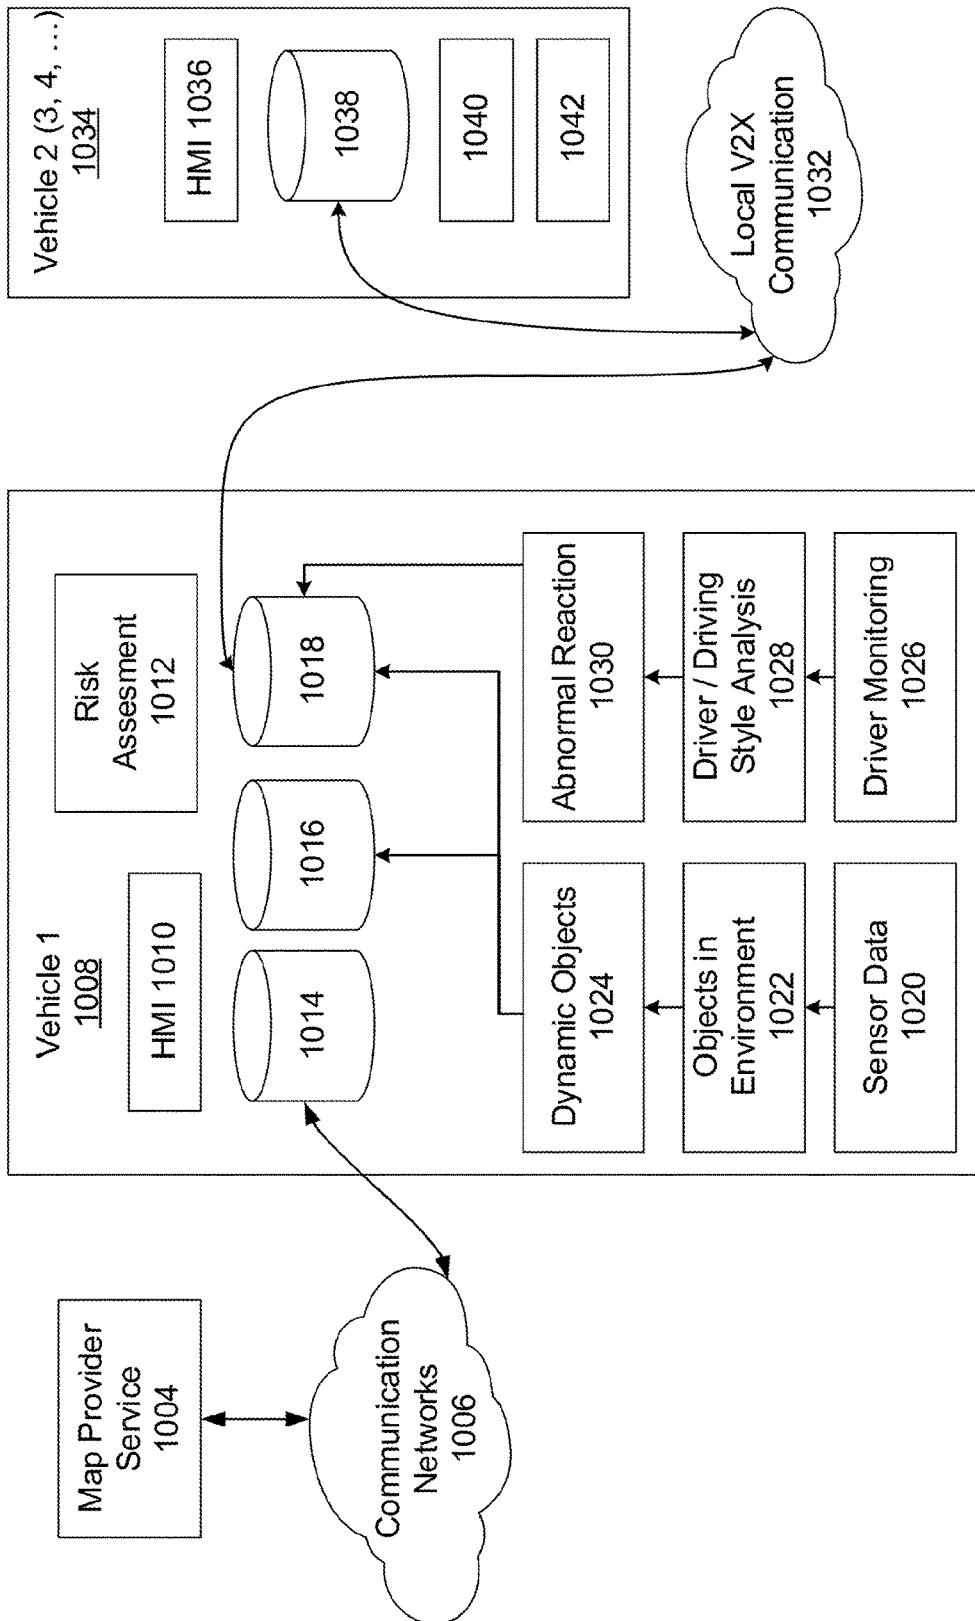 Map Provider
Service
1004
Communication
Networks
1006
Vehicle 1
1008
HMI 1010
Risk
Assesment
1012
1014
1016
1018
Dynamic Objects
1024
Objects in
Environment
1022
Sensor Data
1020
Abnormal Reaction
1030
Driver / Driving
Style Analysis
1028
Driver Monitoring
1026
Vehicle 2 (3, 4, …)
1034
HMI 1036
1038
1040
1042
Local V2X
Communication
1032